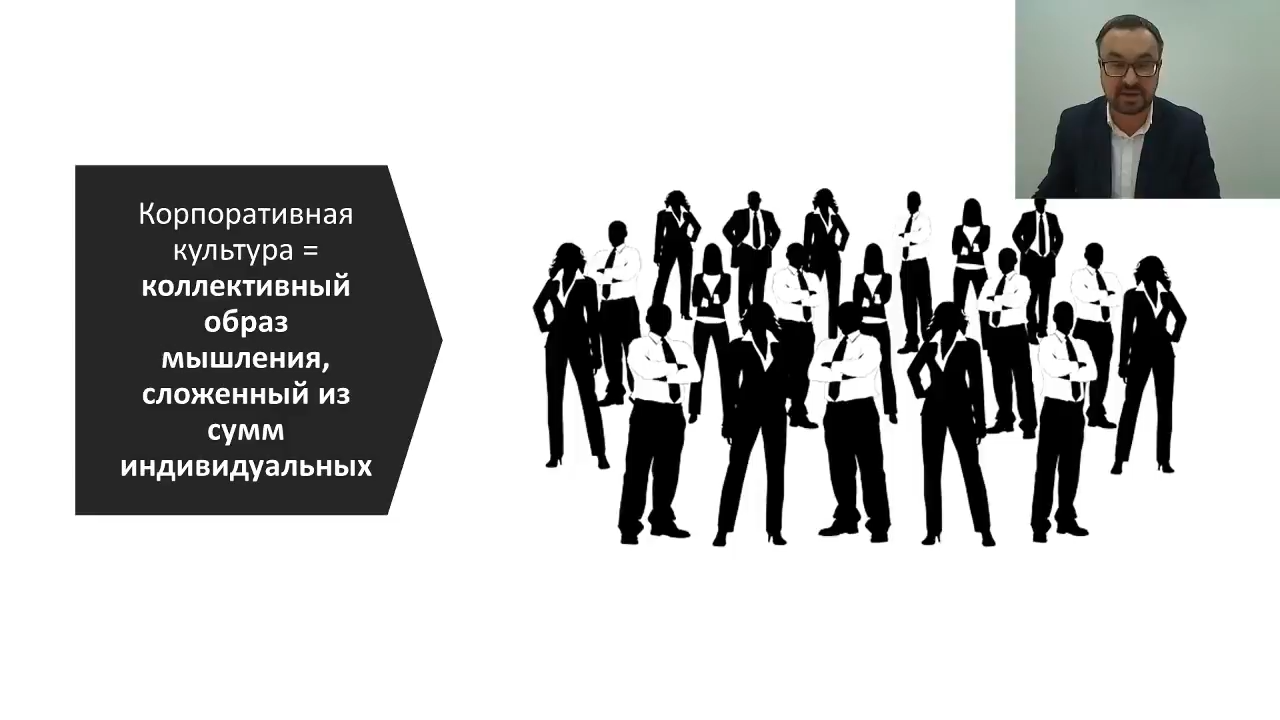 Корпоративная
культура =
коллективный
образ
мышления,
сложенный из
сумм
индивидуальных